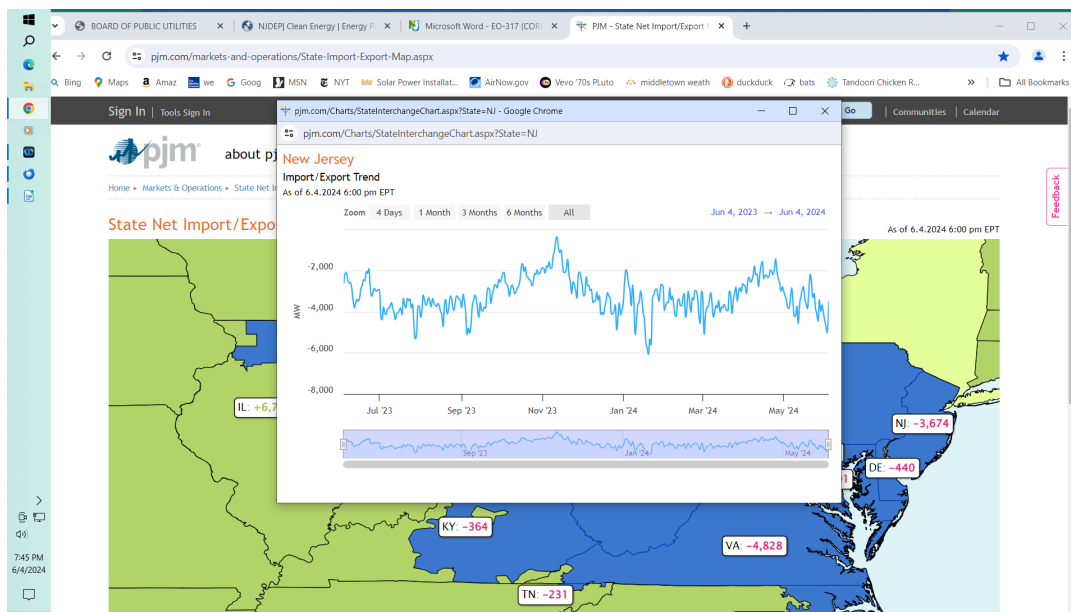 BOARD OF PUBLIC UTILITIES
NJDEP| Clean Energy | Energy P
Microsoft Word - EO-317 (COR
PJM - State Net Import/Export
pjm.com/markets-and-operations/State-Import-Export-Map.aspx
Bing Maps Amaz we Goog MSN NYT Solar Power Installat... AirNow.gov Vevo '70s PLuto middletown weath duckduck bats Tandoori Chicken R... » All Bookmarks
Sign In | Tools Sign In
Go | Communities | Calendar
pjm
about pj
Home ▸ Markets & Operations ▸ State Net I
State Net Import/Expo
As of 6.4.2024 6:00 pm EPT
Feedback
pjm.com/Charts/StateInterchangeChart.aspx?State=NJ - Google Chrome
pjm.com/Charts/StateInterchangeChart.aspx?State=NJ
New Jersey
Import/Export Trend
As of 6.4.2024 6:00 pm EPT
Zoom 4 Days 1 Month 3 Months 6 Months All Jun 4, 2023 → Jun 4, 2024
MW
-2,000
-4,000
-6,000
-8,000
Jul '23 Sep '23 Nov '23 Jan '24 Mar '24 May '24
Sep '23 Jan '24 May '24
IL: +6,7
NJ: -3,674
DE: -440
KY: -364
VA: -4,828
TN: -231
7:45 PM
6/4/2024